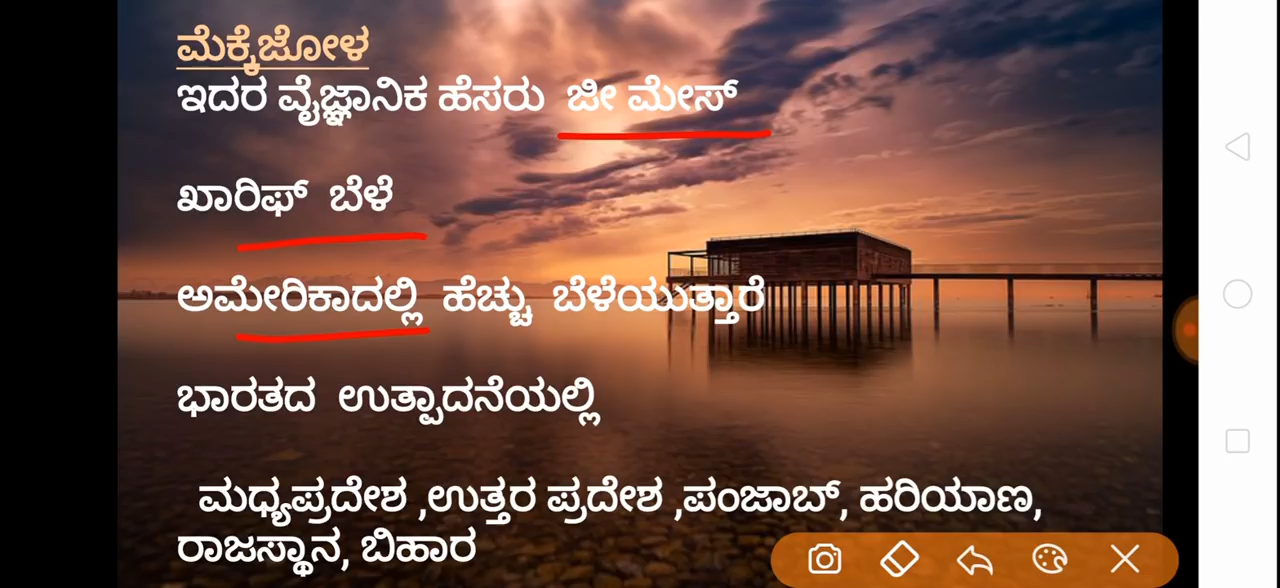 ಮೆಕ್ಕೆಜೋಳ
ಇದರ ವೈಜ್ಞಾನಿಕ ಹೆಸರು ಜೀ ಮೇಸ್
ಖಾರಿಫ್ ಬೆಳೆ
ಅಮೇರಿಕಾದಲ್ಲಿ ಹೆಚ್ಚು ಬೆಳೆಯುತ್ತಾರೆ
ಭಾರತದ ಉತ್ಪಾದನೆಯಲ್ಲಿ
ಮಧ್ಯಪ್ರದೇಶ ,ಉತ್ತರ ಪ್ರದೇಶ ,ಪಂಜಾಬ್, ಹರಿಯಾಣ,
ರಾಜಸ್ಥಾನ, ಬಿಹಾರ